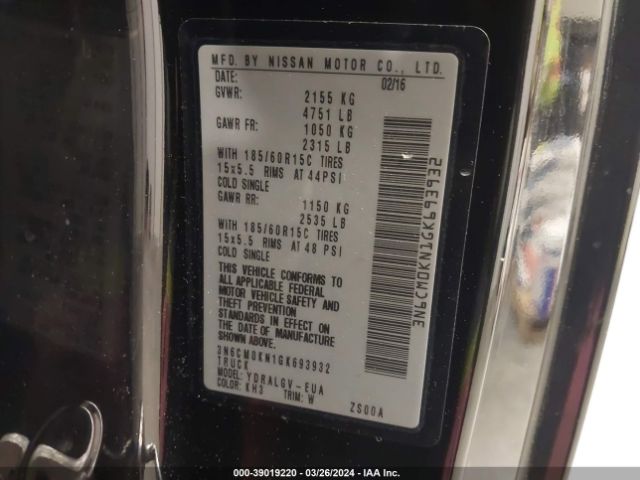 MFD. BY NISSAN MOTOR CO., LTD.
DATE: 02/16
GVWR: 2155 KG
4751 LB
GAWR FR: 1050 KG
2315 LB
WITH 185/60R15C TIRES
15x5.5 RIMS AT 44PSI
COLD SINGLE
GAWR RR: 1150 KG
2535 LB
WITH 185/60R15C TIRES
15x5.5 RIMS AT 48 PSI
COLD SINGLE
THIS VEHICLE CONFORMS TO
ALL APPLICABLE FEDERAL
MOTOR VEHICLE SAFETY AND
THEFT PREVENTION
STANDARDS IN EFFECT ON
THE DATE OF MANUFACTURE
SHOWN ABOVE.
3N6CM0KN1GK693932
TRUCK
MODEL: YDRALGV-EUA
COLOR: KH3 TRIM: W ZS00A
3N6CM0KN1GK693932
000-39019220 - 03/26/2024 - IAA Inc.